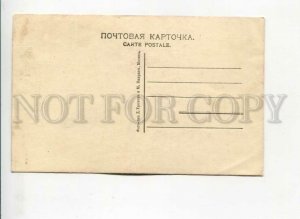 ПОЧТОВАЯ КАРТОЧКА.
CARTE POSTALE.
NOT FOR COPY